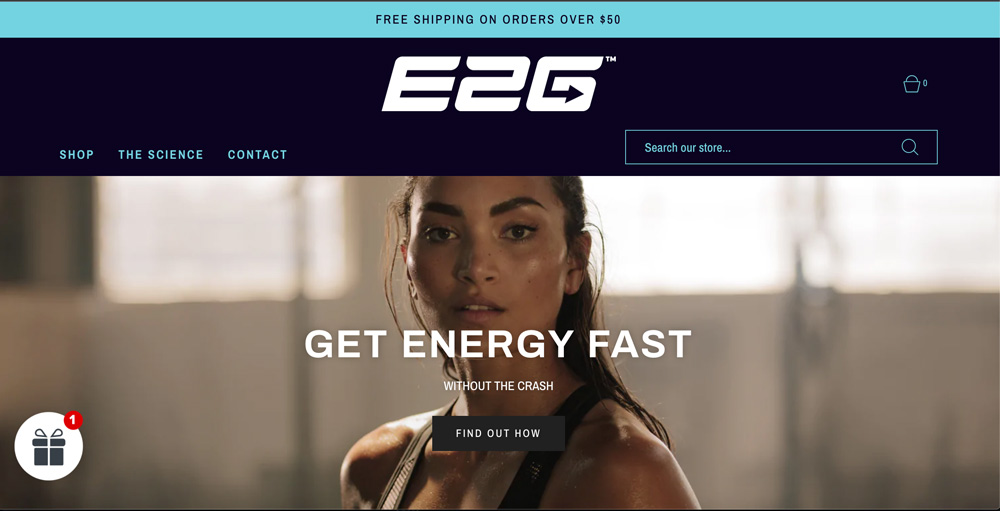 FREE SHIPPING ON ORDERS OVER $50
E2G™
0
SHOP THE SCIENCE CONTACT
Search our store...
GET ENERGY FAST
WITHOUT THE CRASH
FIND OUT HOW
1